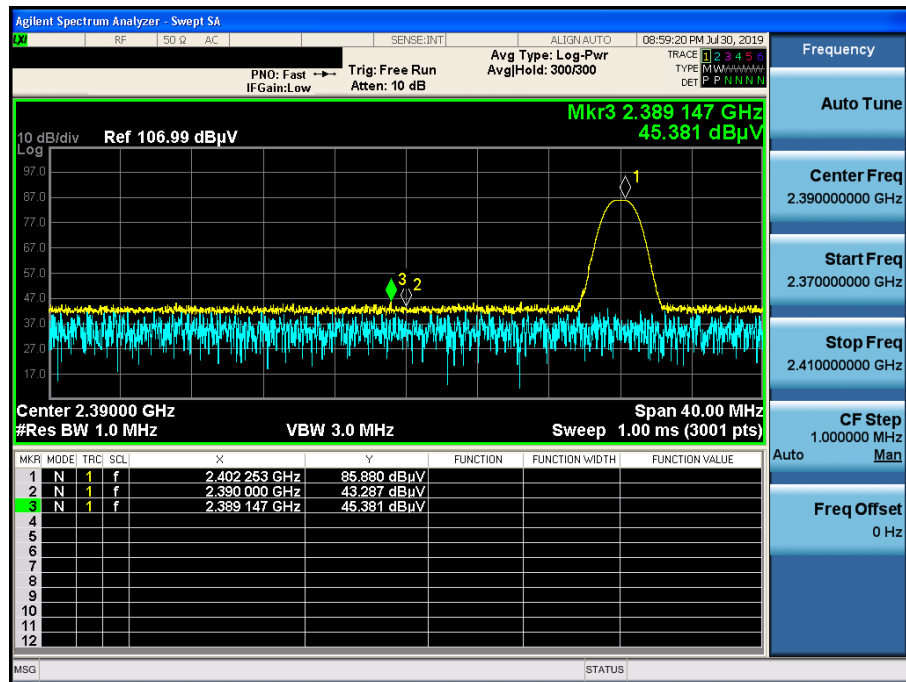 Agilent Spectrum Analyzer - Swept SA
LXI RF 50 Ω AC SENSE:INT ALIGN AUTO 08:59:20 PM Jul 30, 2019
PNO: Fast Trig: Free Run Avg Type: Log-Pwr TRACE 1 2 3 4 5 6
IFGain:Low Atten: 10 dB Avg|Hold: 300/300 TYPE M W W W W W
DET P P N N N N
Mkr3 2.389 147 GHz
45.381 dBµV
10 dB/div Ref 106.99 dBµV
Log
97.0
87.0
77.0
67.0
57.0
47.0
37.0
27.0
17.0
1
3 2
Center 2.39000 GHz Span 40.00 MHz
#Res BW 1.0 MHz VBW 3.0 MHz Sweep 1.00 ms (3001 pts)
MKR MODE TRC SCL X Y FUNCTION FUNCTION WIDTH FUNCTION VALUE
1 N 1 f 2.402 253 GHz 85.880 dBµV
2 N 1 f 2.390 000 GHz 43.287 dBµV
3 N 1 f 2.389 147 GHz 45.381 dBµV
4
5
6
7
8
9
10
11
12
MSG STATUS
Frequency
Auto Tune
Center Freq
2.390000000 GHz
Start Freq
2.370000000 GHz
Stop Freq
2.410000000 GHz
CF Step
1.000000 MHz
Auto Man
Freq Offset
0 Hz